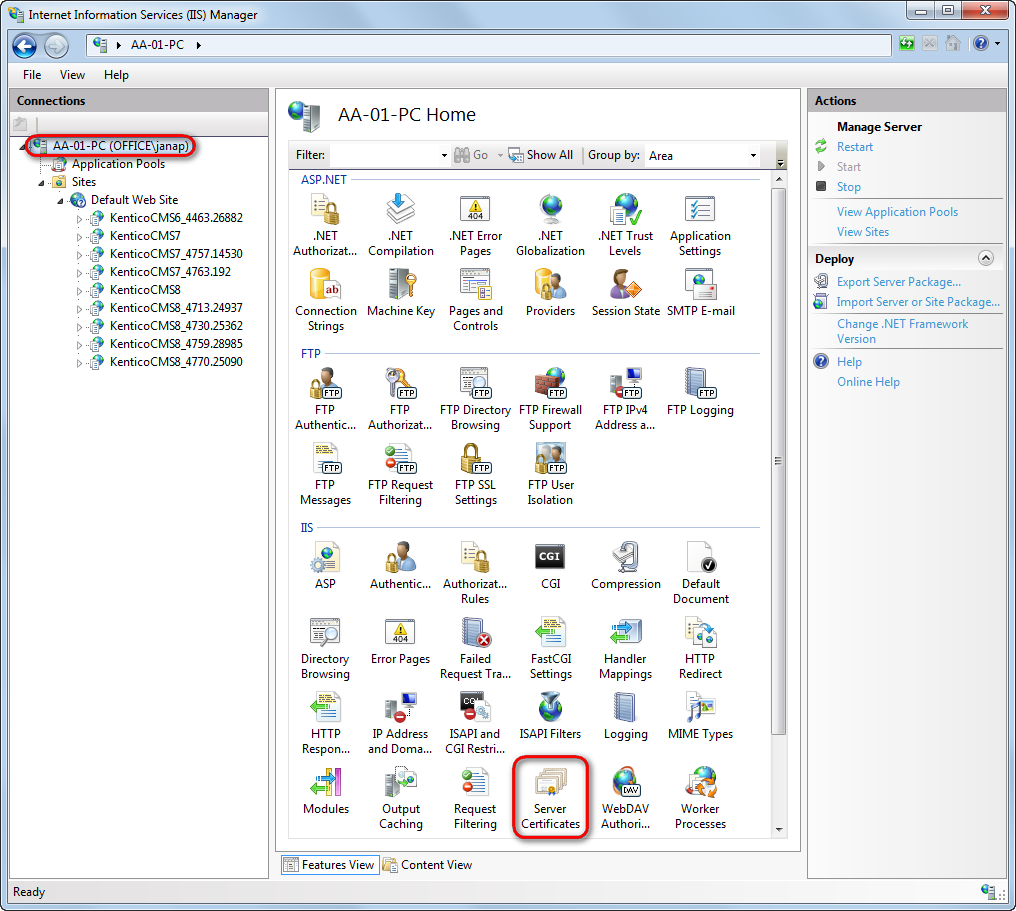 Internet Information Services (IIS) Manager
AA-01-PC
File View Help
Connections
AA-01-PC (OFFICE\janap)
Application Pools
Sites
Default Web Site
KenticoCMS6_4463.26882
KenticoCMS7
KenticoCMS7_4757.14530
KenticoCMS7_4763.192
KenticoCMS8
KenticoCMS8_4713.24937
KenticoCMS8_4730.25362
KenticoCMS8_4759.28985
KenticoCMS8_4770.25090
AA-01-PC Home
Filter: Go Show All Group by: Area
ASP.NET
.NET Authorizat...
.NET Compilation
.NET Error Pages
.NET Globalization
.NET Trust Levels
Application Settings
Connection Strings
Machine Key
Pages and Controls
Providers
Session State
SMTP E-mail
FTP
FTP Authentic...
FTP Authorizat...
FTP Directory Browsing
FTP Firewall Support
FTP IPv4 Address a...
FTP Logging
FTP Messages
FTP Request Filtering
FTP SSL Settings
FTP User Isolation
IIS
ASP
Authentic...
Authorizat... Rules
CGI
Compression
Default Document
Directory Browsing
Error Pages
Failed Request Tra...
FastCGI Settings
Handler Mappings
HTTP Redirect
HTTP Respon...
IP Address and Doma...
ISAPI and CGI Restri...
ISAPI Filters
Logging
MIME Types
Modules
Output Caching
Request Filtering
Server Certificates
WebDAV Authori...
Worker Processes
Features View Content View
Actions
Manage Server
Restart
Start
Stop
View Application Pools
View Sites
Deploy
Export Server Package...
Import Server or Site Package...
Change .NET Framework
Version
Help
Online Help
Ready